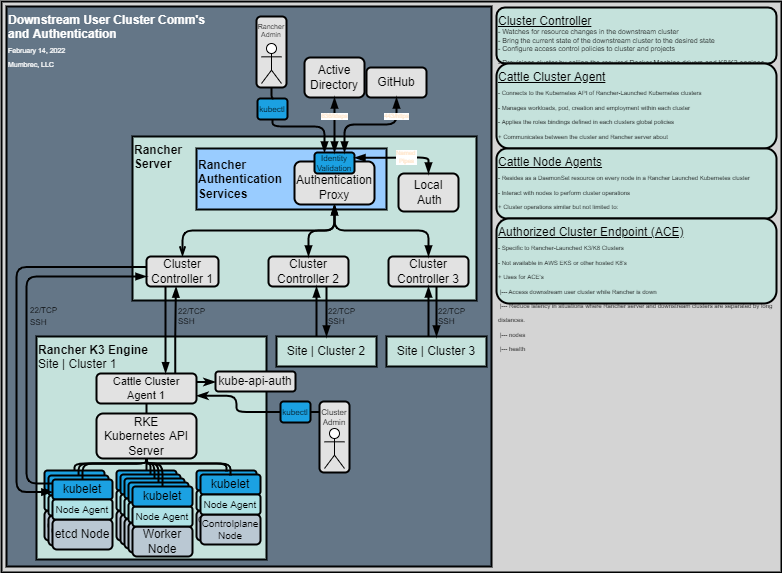 Downstream User Cluster Comm's
and Authentication
February 14, 2022
Mumbrec, LLC
Rancher
Admin
kubectl
Active
Directory
GitHub
Rancher
Server
Rancher
Authentication
Services
Identity
Validation
Authentication
Proxy
Local
Auth
Cluster
Controller 1
Cluster
Controller 2
Cluster
Controller 3
22/TCP
SSH
22/TCP
SSH
22/TCP
SSH
22/TCP
SSH
Site | Cluster 2
Site | Cluster 3
Rancher K3 Engine
Site | Cluster 1
Cattle Cluster
Agent 1
kube-api-auth
kubectl
Cluster
Admin
RKE
Kubernetes API
Server
kubelet
Node Agent
etcd Node
kubelet
Node Agent
Worker
Node
kubelet
Node Agent
Controlplane
Node
Cluster Controller
- Watches for resource changes in the downstream cluster
- Bring the current state of the downstream cluster to the desired state
- Configure access control policies to cluster and projects
Cattle Cluster Agent
- Connects to the Kubernetes API of Rancher-Launched Kubernetes clusters
- Manages workloads, pod, creation and employment within each cluster
- Applies the roles bindings defined in each clusters global policies
+ Communicates between the cluster and Rancher server about
Cattle Node Agents
- Resides as a DaemonSet resource on every node in a Rancher Launched Kubernetes cluster
- Interact with nodes to perform cluster operations
+ Cluster operations similar but not limited to:
Authorized Cluster Endpoint (ACE)
- Specific to Rancher-Launched K3/K8 Clusters
- Not available in AWS EKS or other hosted K8's
+ Uses for ACE's
|--- Access downstream user cluster while Rancher is down
|--- Reduce latency in situations where Rancher server and downstream clusters are separated by long
distances.
|--- nodes
|--- health